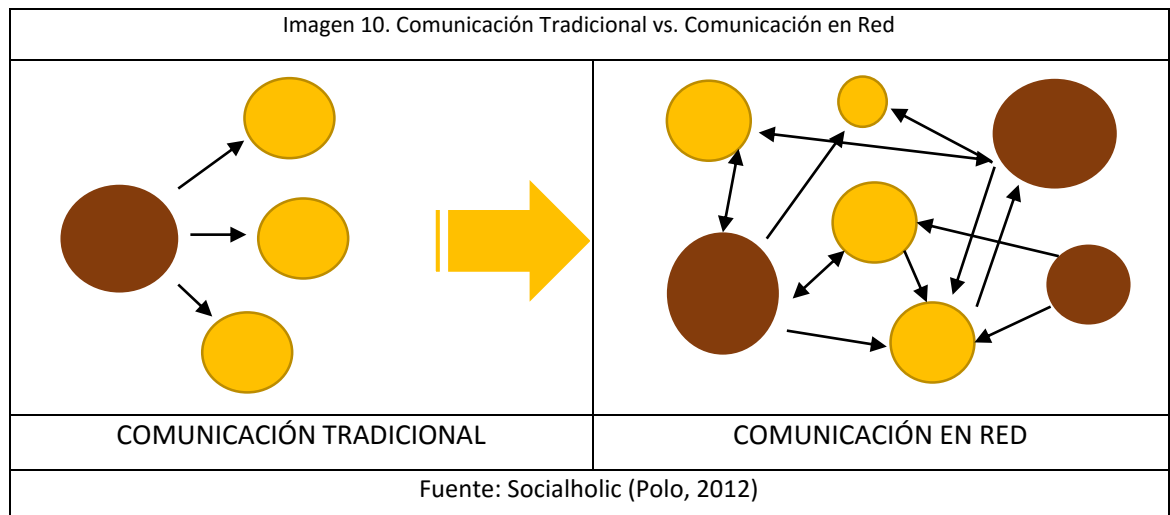 Imagen 10. Comunicación Tradicional vs. Comunicación en Red
COMUNICACIÓN TRADICIONAL
COMUNICACIÓN EN RED
Fuente: Socialholic (Polo, 2012)